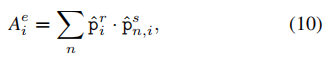 A_i^e = \sum_n \hat{p}_i^r \cdot \hat{p}_{n,i}^s, (10)